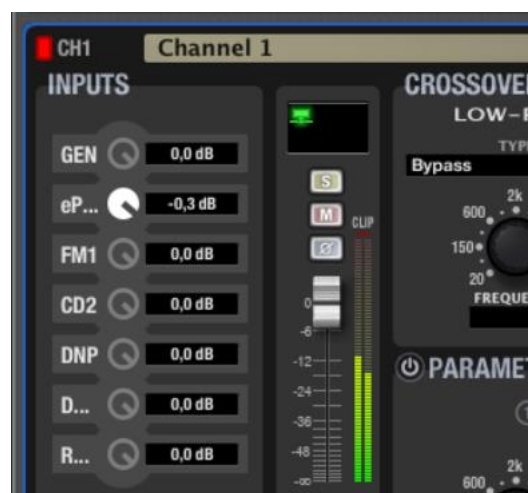 CH1 Channel 1
INPUTS
GEN 0,0 dB
eP... -0,3 dB
FM1 0,0 dB
CD2 0,0 dB
DNP 0,0 dB
D... 0,0 dB
R... 0,0 dB
S
M
Ø
CLIP
0
-6
-12
-24
-36
-48
-∞
CROSSOVE
LOW-P
TYP
Bypass
2k
600
150
20
FREQUE
PARAME
2k
600